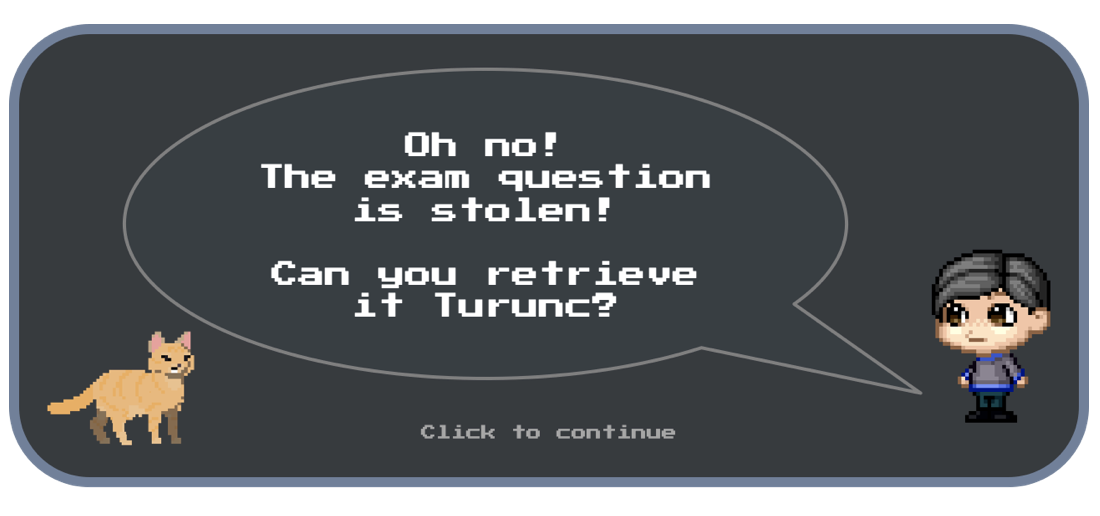 Oh no!
The exam question
is stolen!
Can you retrieve
it Turunc?
Click to continue